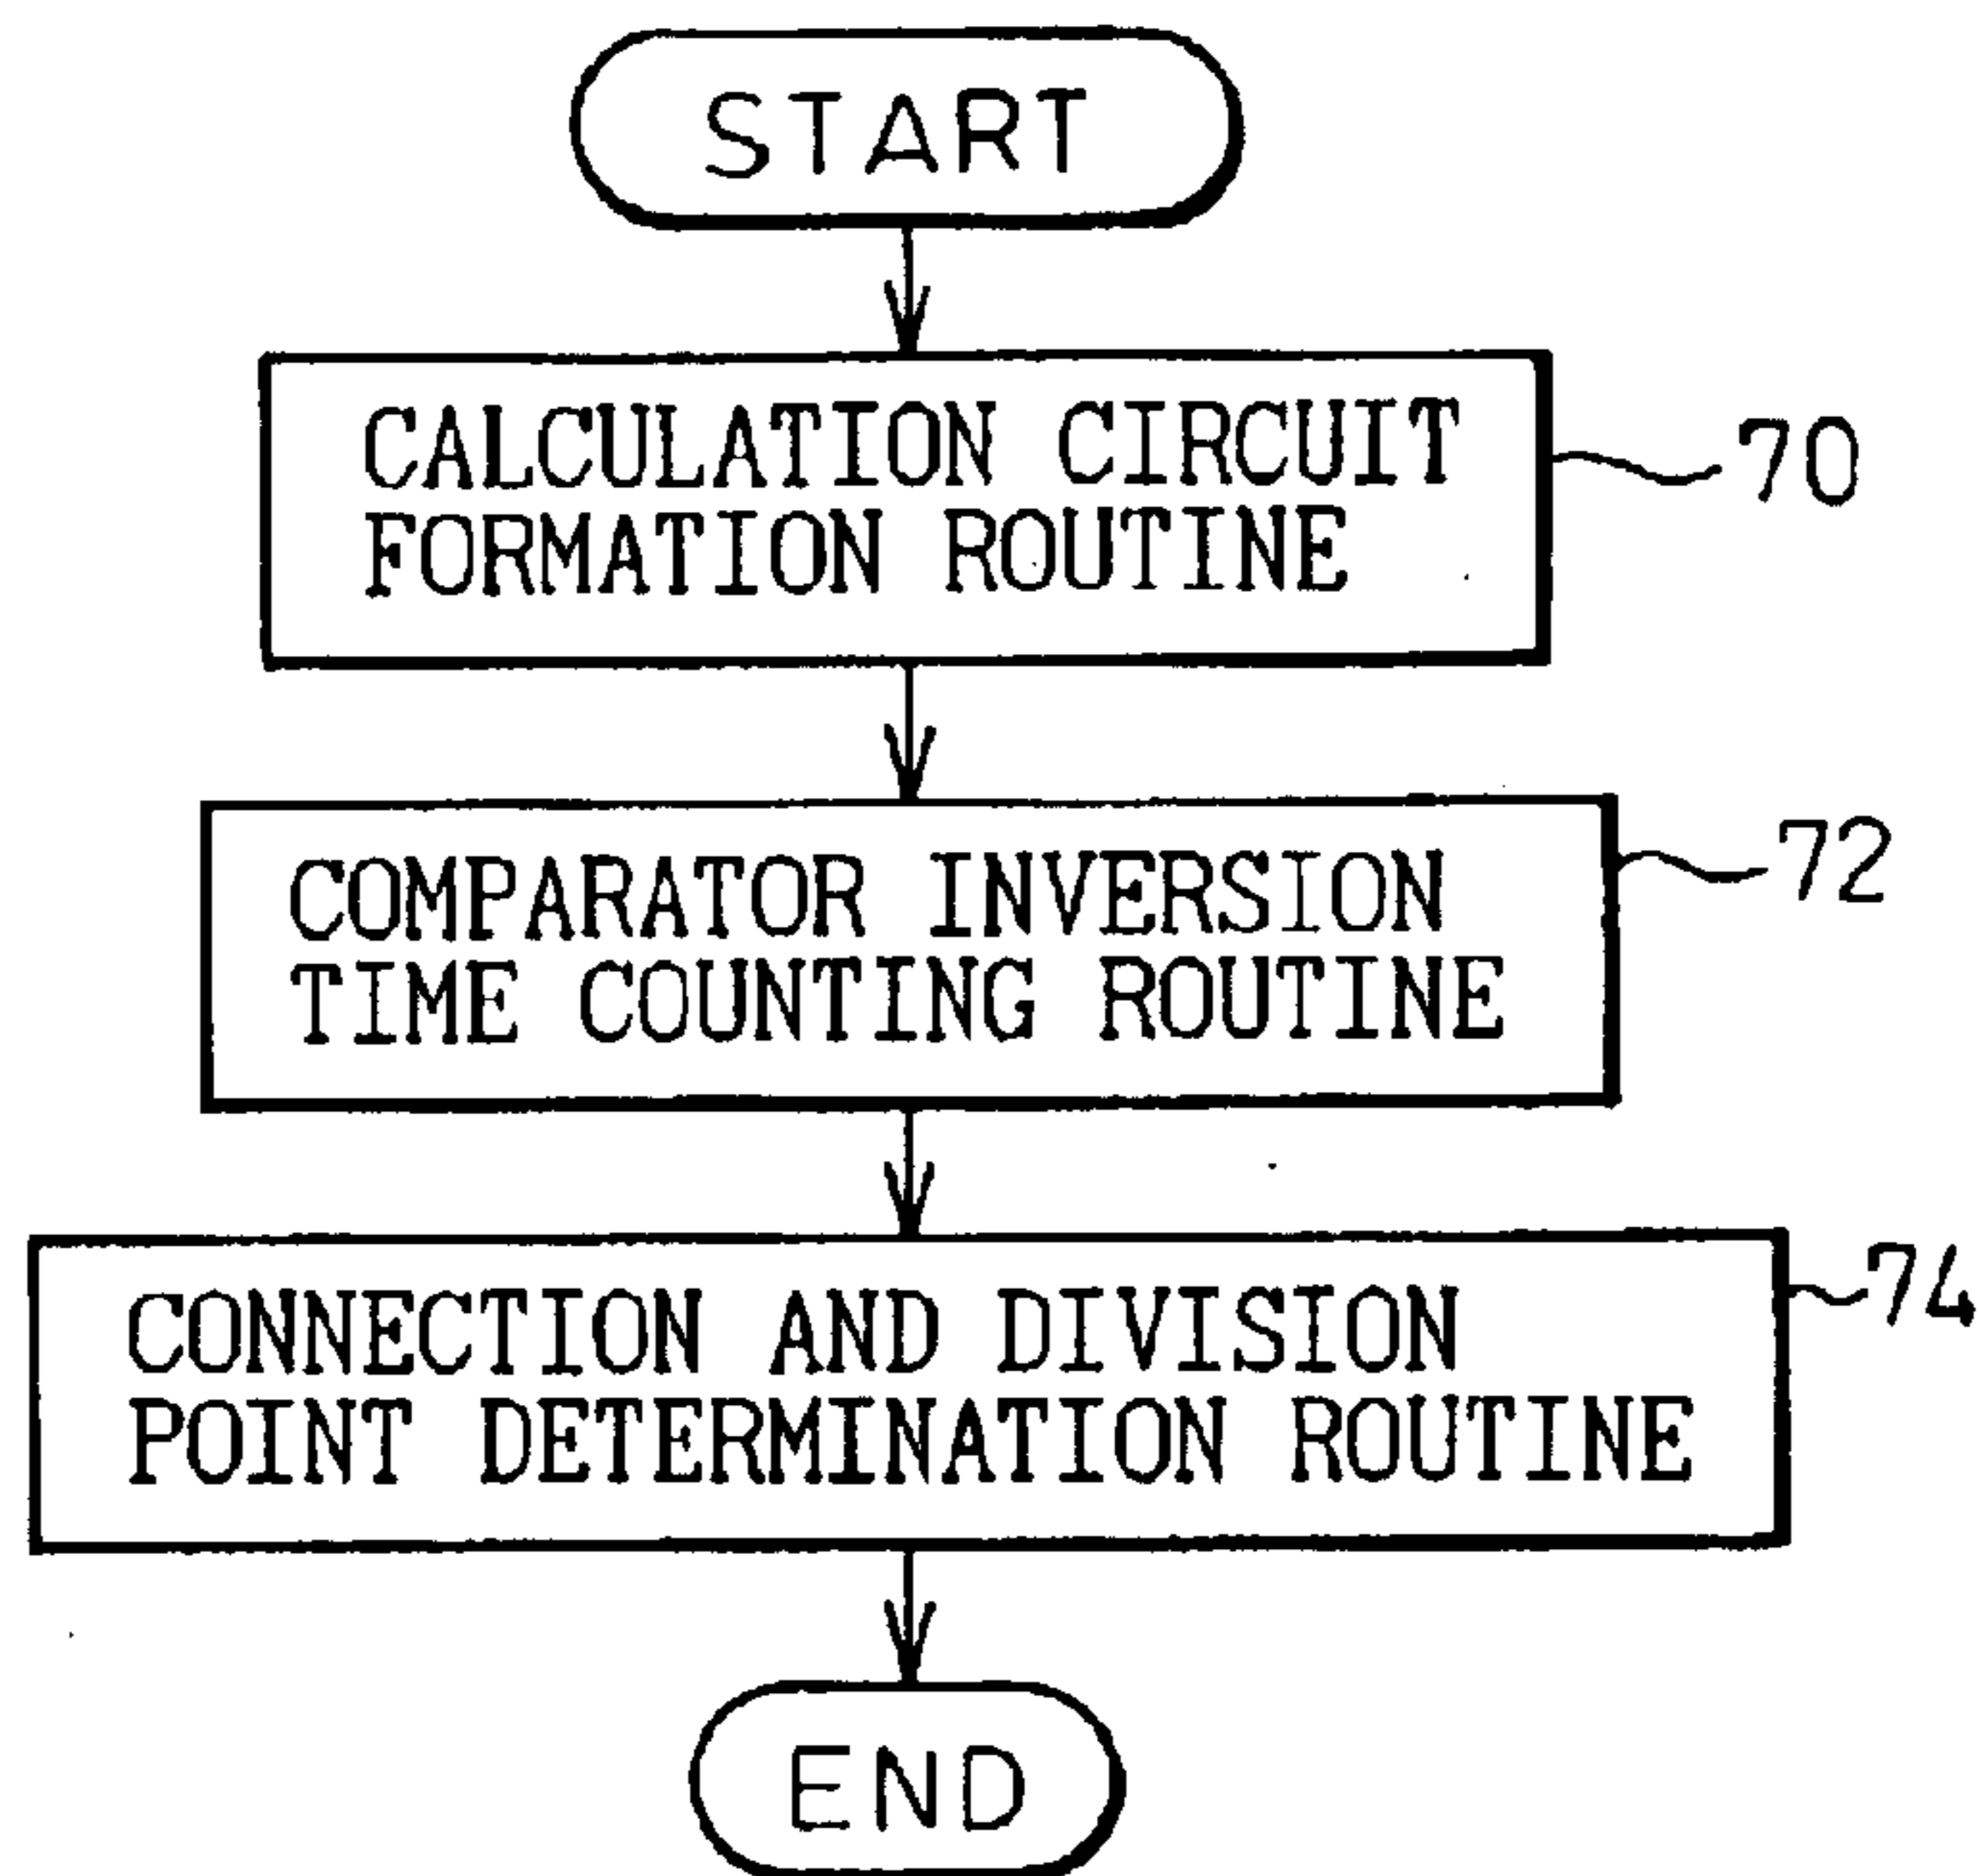 START
CALCULATION CIRCUIT
FORMATION ROUTINE
70
COMPARATOR INVERSION
TIME COUNTING ROUTINE
72
CONNECTION AND DIVISION
POINT DETERMINATION ROUTINE
74
END